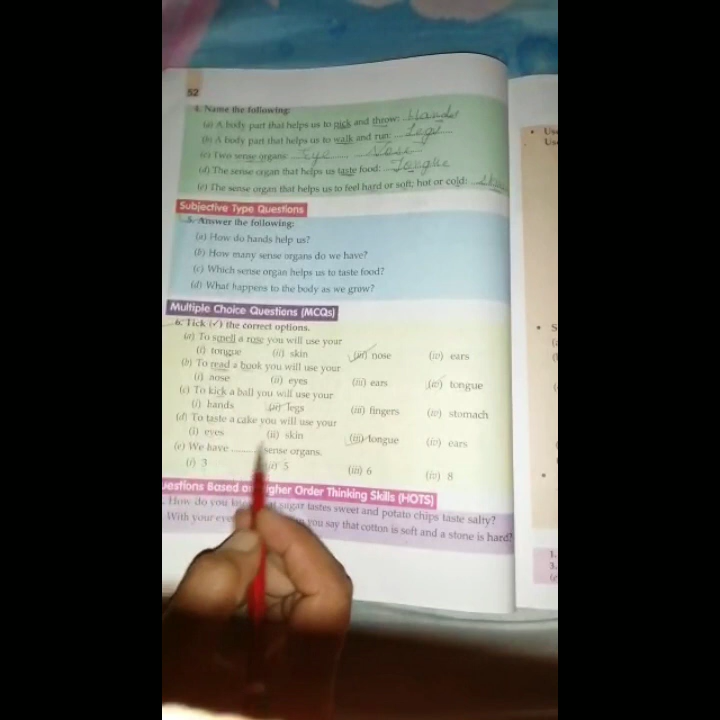 52
4. Name the following:
(a) A body part that helps us to pick and throw: Hands
(b) A body part that helps us to walk and run: Legs
(c) Two sense organs: Eye Nose
(d) The sense organ that helps us taste food: Tongue
(e) The sense organ that helps us to feel hard or soft; hot or cold:
Subjective Type Questions
5. Answer the following:
(a) How do hands help us?
(b) How many sense organs do we have?
(c) Which sense organ helps us to taste food?
(d) What happens to the body as we grow?
Multiple Choice Questions (MCQs)
6. Tick (✓) the correct options.
(a) To smell a rose you will use your
(i) tongue (ii) skin (iii) nose (iv) ears
(b) To read a book you will use your
(i) nose (ii) eyes (iii) ears (iv) tongue
(c) To kick a ball you will use your
(i) hands (ii) legs (iii) fingers (iv) stomach
(d) To taste a cake you will use your
(i) eyes (ii) skin (iii) tongue (iv) ears
(e) We have ........ sense organs.
(i) 3 (ii) 5 (iii) 6 (iv) 8
Based Higher Order Thinking Skills (HOTS)
How do you sugar tastes sweet and potato chips taste salty?
With your you say that cotton is soft and a stone is hard?
1.
3.